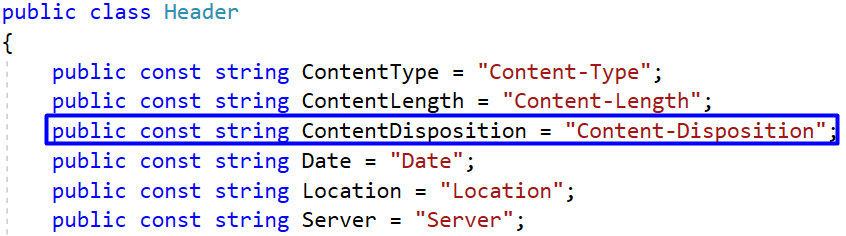 public class Header
{
public const string ContentType = "Content-Type";
public const string ContentLength = "Content-Length";
public const string ContentDisposition = "Content-Disposition";
public const string Date = "Date";
public const string Location = "Location";
public const string Server = "Server";